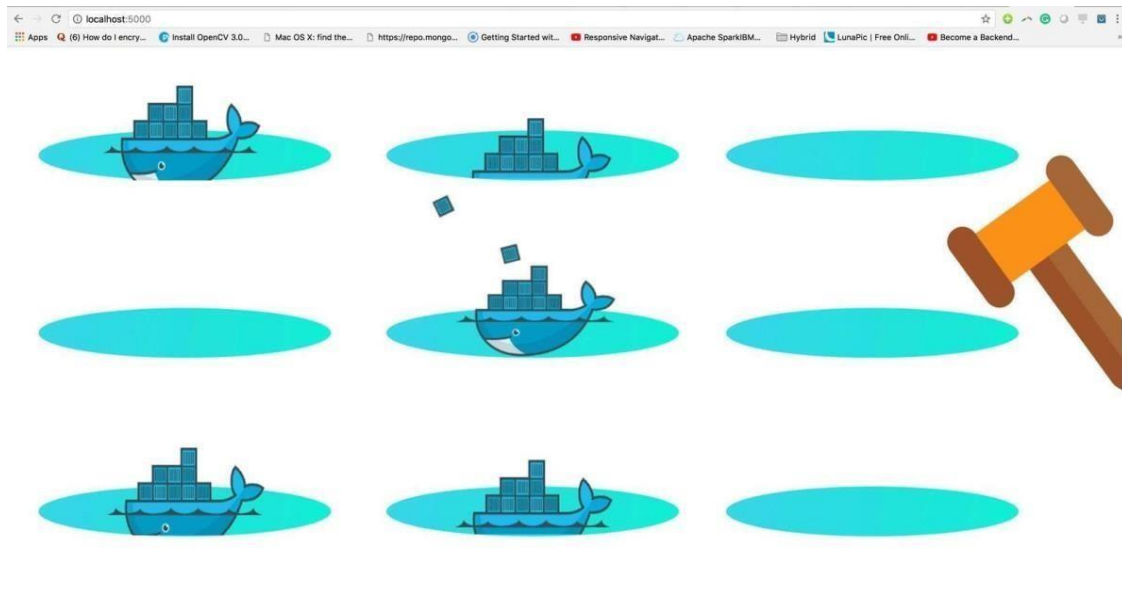 localhost:5000
Apps (6) How do I encry... Install OpenCV 3.0... Mac OS X: find the... https://repo.mongo... Getting Started wit... Responsive Navigat... Apache SparkIBM... Hybrid LunaPic | Free Onli... Become a Backend...